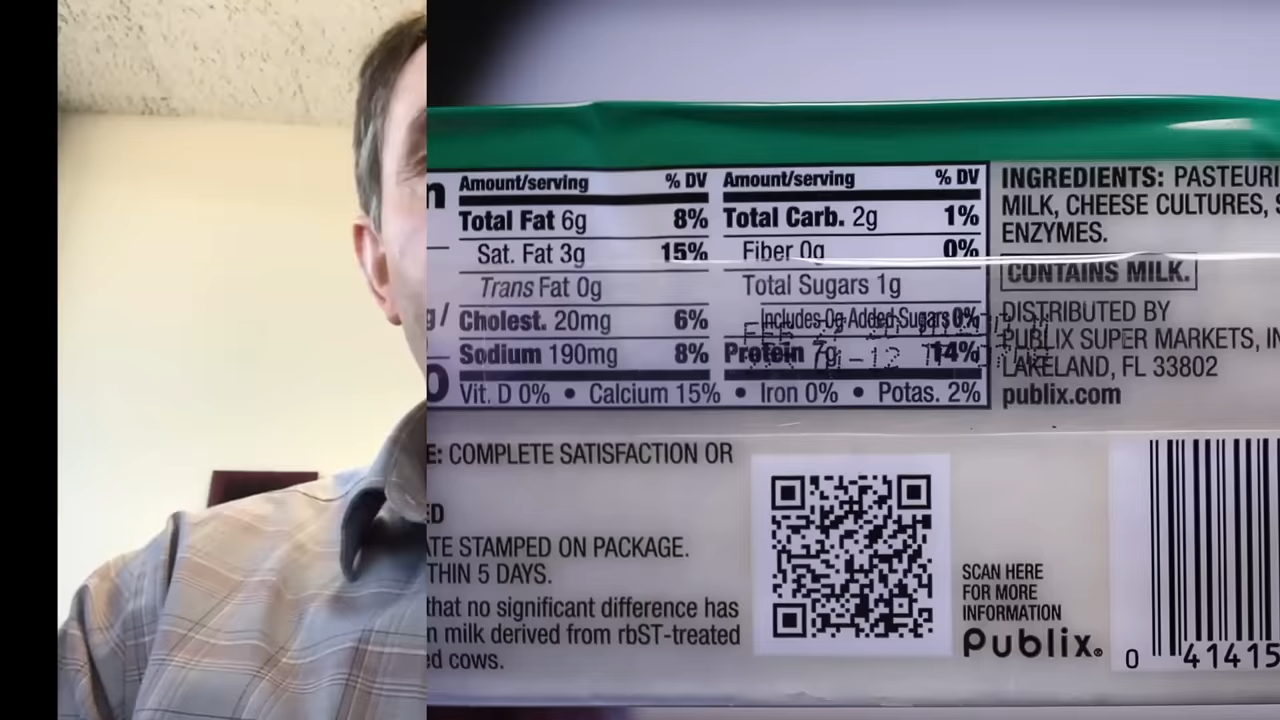 n
Amount/serving % DV
Total Fat 6g 8%
Sat. Fat 3g 15%
Trans Fat 0g
Cholest. 20mg 6%
Sodium 190mg 8%
Amount/serving % DV
Total Carb. 2g 1%
Fiber 0g 0%
Total Sugars 1g
Includes 0g Added Sugars 0%
Protein 7g 14%
g/
0
Vit. D 0% • Calcium 15% • Iron 0% • Potas. 2%
INGREDIENTS: PASTEURI
MILK, CHEESE CULTURES, S
ENZYMES.
CONTAINS MILK.
DISTRIBUTED BY
PUBLIX SUPER MARKETS, IN
LAKELAND, FL 33802
publix.com
E: COMPLETE SATISFACTION OR
ED
ATE STAMPED ON PACKAGE.
THIN 5 DAYS.
that no significant difference has
n milk derived from rbST-treated
ed cows.
SCAN HERE
FOR MORE
INFORMATION
Publix®
0 41415